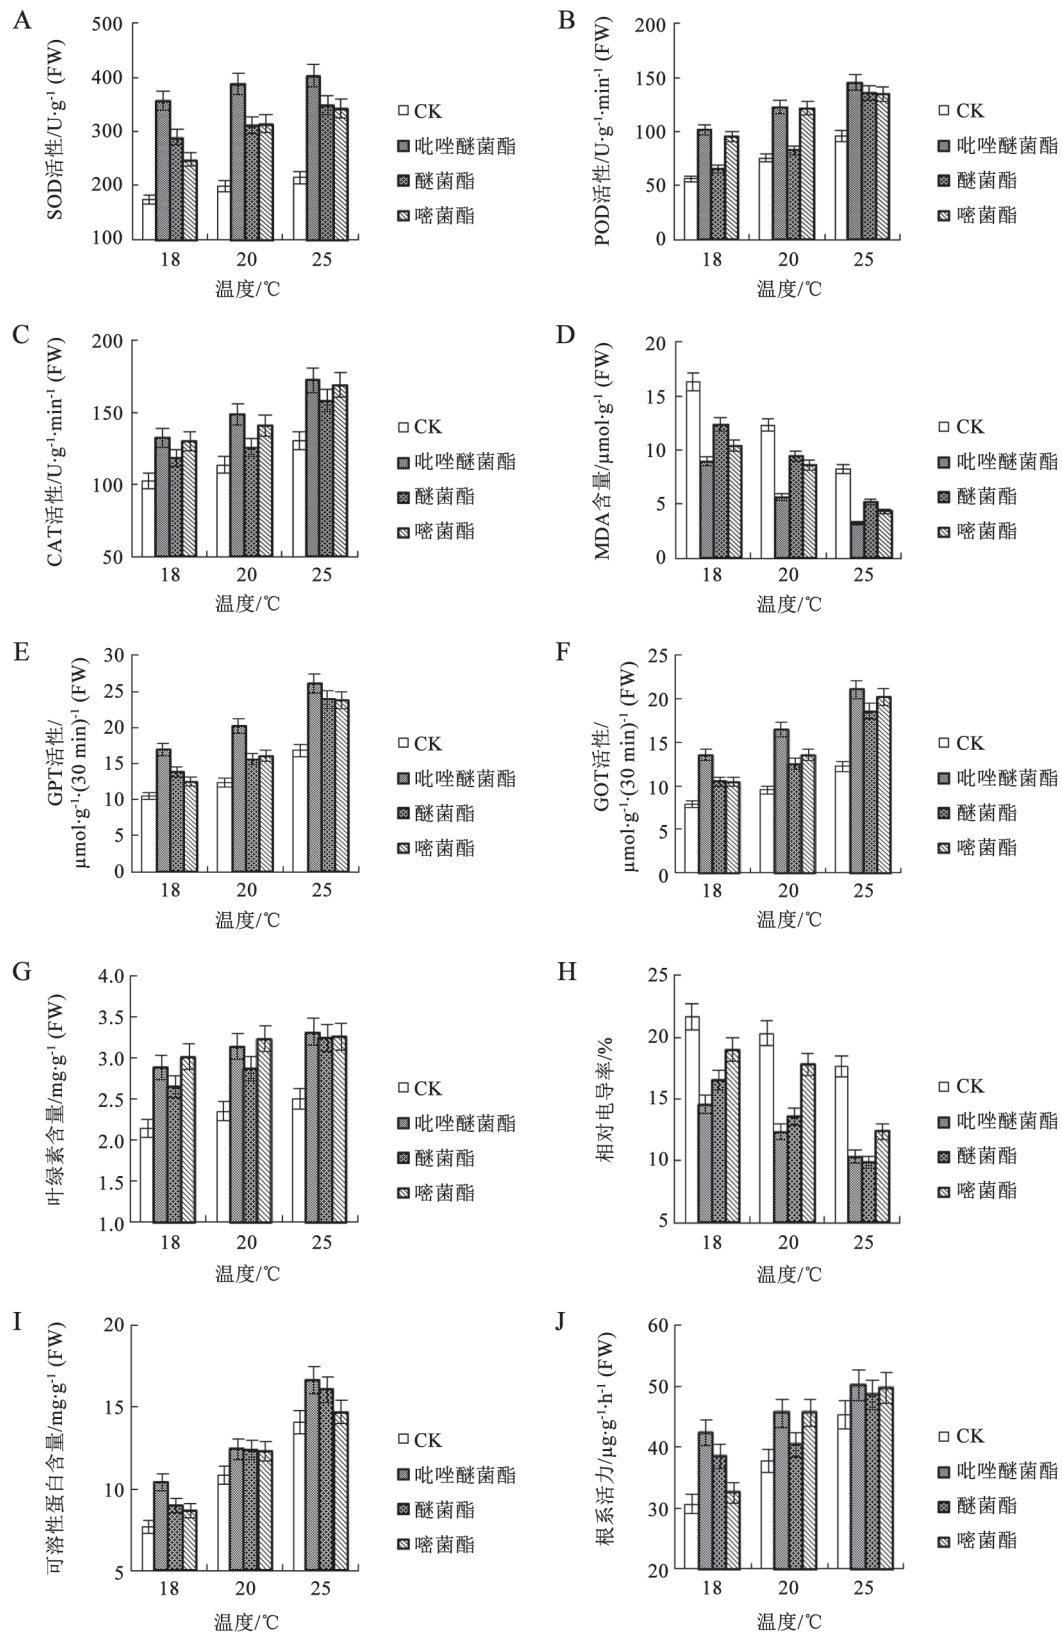 A
SOD活性/U·g⁻¹ (FW)
500
400
300
200
100
18 20 25
温度/℃
CK
吡唑醚菌酯
醚菌酯
嘧菌酯
B
POD活性/U·g⁻¹·min⁻¹ (FW)
200
150
100
50
0
18 20 25
温度/℃
CK
吡唑醚菌酯
醚菌酯
嘧菌酯
C
CAT活性/U·g⁻¹·min⁻¹ (FW)
200
150
100
50
18 20 25
温度/℃
CK
吡唑醚菌酯
醚菌酯
嘧菌酯
D
MDA含量/μmol·g⁻¹ (FW)
20
15
10
5
0
18 20 25
温度/℃
CK
吡唑醚菌酯
醚菌酯
嘧菌酯
E
GPT活性/
μmol·g⁻¹·(30 min)⁻¹ (FW)
30
25
20
15
10
5
0
18 20 25
温度/℃
CK
吡唑醚菌酯
醚菌酯
嘧菌酯
F
GOT活性/
μmol·g⁻¹·(30 min)⁻¹ (FW)
25
20
15
10
5
0
18 20 25
温度/℃
CK
吡唑醚菌酯
醚菌酯
嘧菌酯
G
叶绿素含量/mg·g⁻¹ (FW)
4.0
3.5
3.0
2.5
2.0
1.5
1.0
18 20 25
温度/℃
CK
吡唑醚菌酯
醚菌酯
嘧菌酯
H
相对电导率/%
25
20
15
10
5
18 20 25
温度/℃
CK
吡唑醚菌酯
醚菌酯
嘧菌酯
I
可溶性蛋白含量/mg·g⁻¹ (FW)
20
15
10
5
18 20 25
温度/℃
CK
吡唑醚菌酯
醚菌酯
嘧菌酯
J
根系活力/μg·g⁻¹·h⁻¹ (FW)
60
50
40
30
20
18 20 25
温度/℃
CK
吡唑醚菌酯
醚菌酯
嘧菌酯